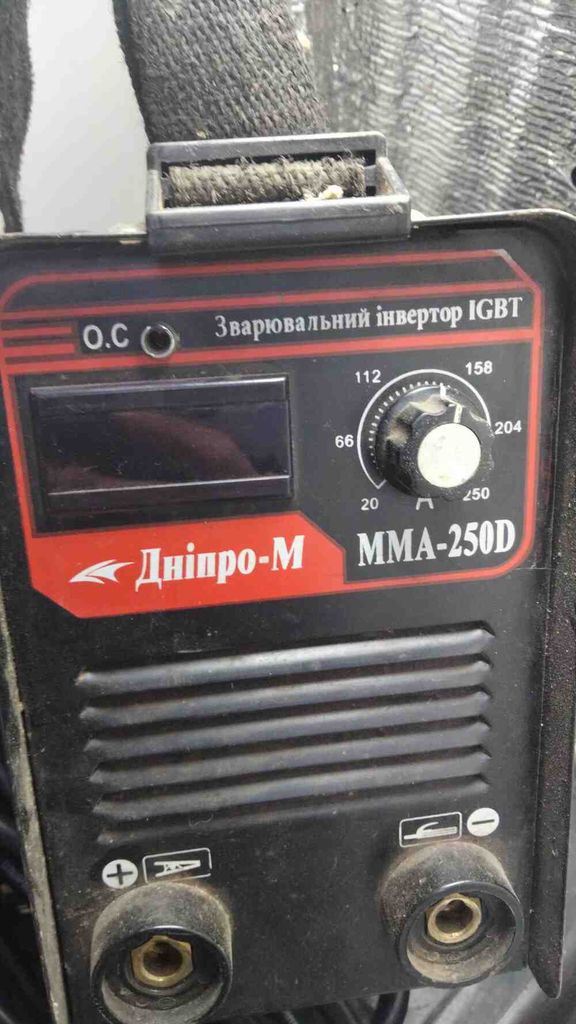 Зварювальний інвертор IGBT
O.C
112
158
66
204
20
A
250
Дніпро-М
MMA-250D
+
−